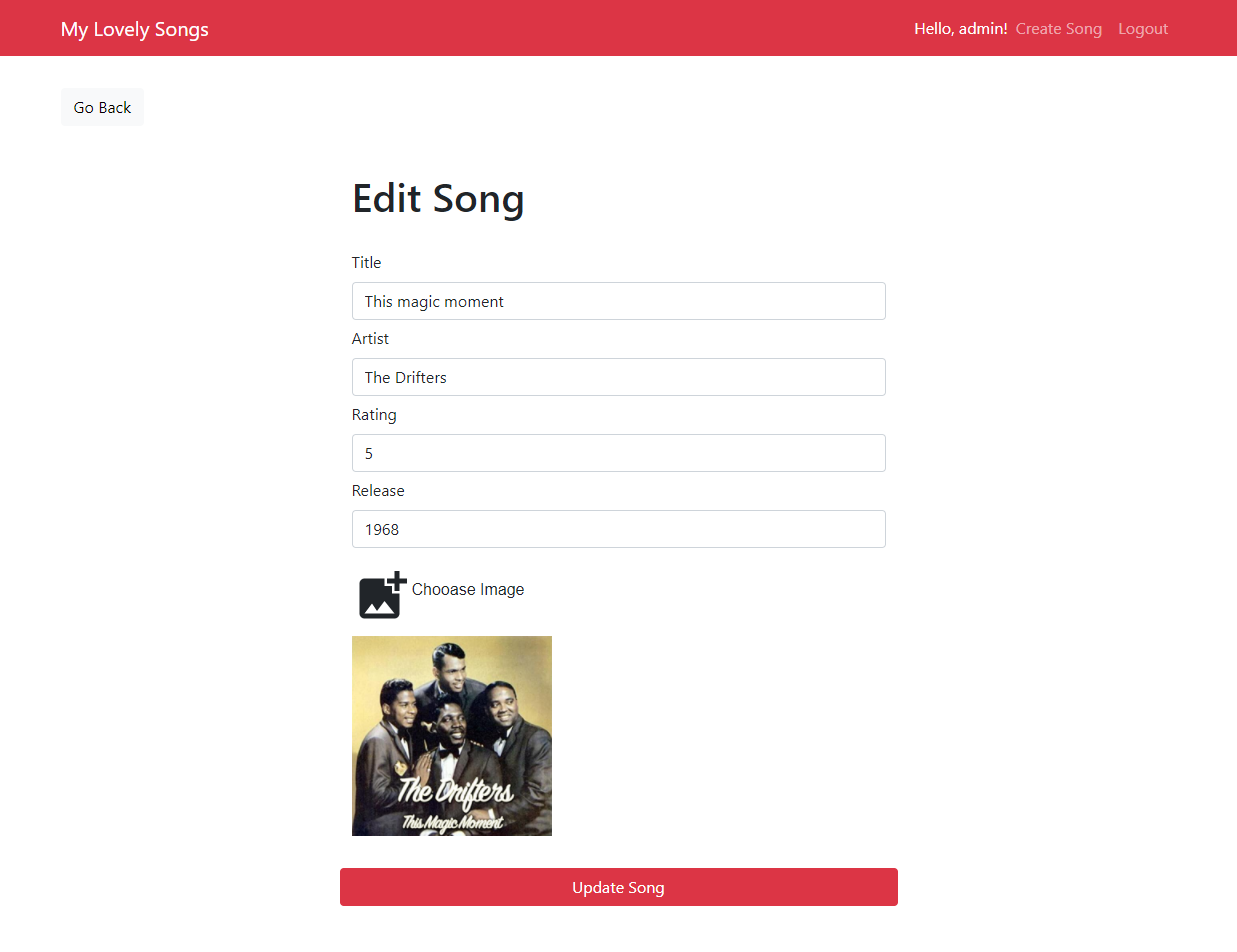 My Lovely Songs
Hello, admin! Create Song Logout
Go Back
Edit Song
Title
This magic moment
Artist
The Drifters
Rating
5
Release
1968
Chooase Image
The Drifters
This Magic Moment
Update Song